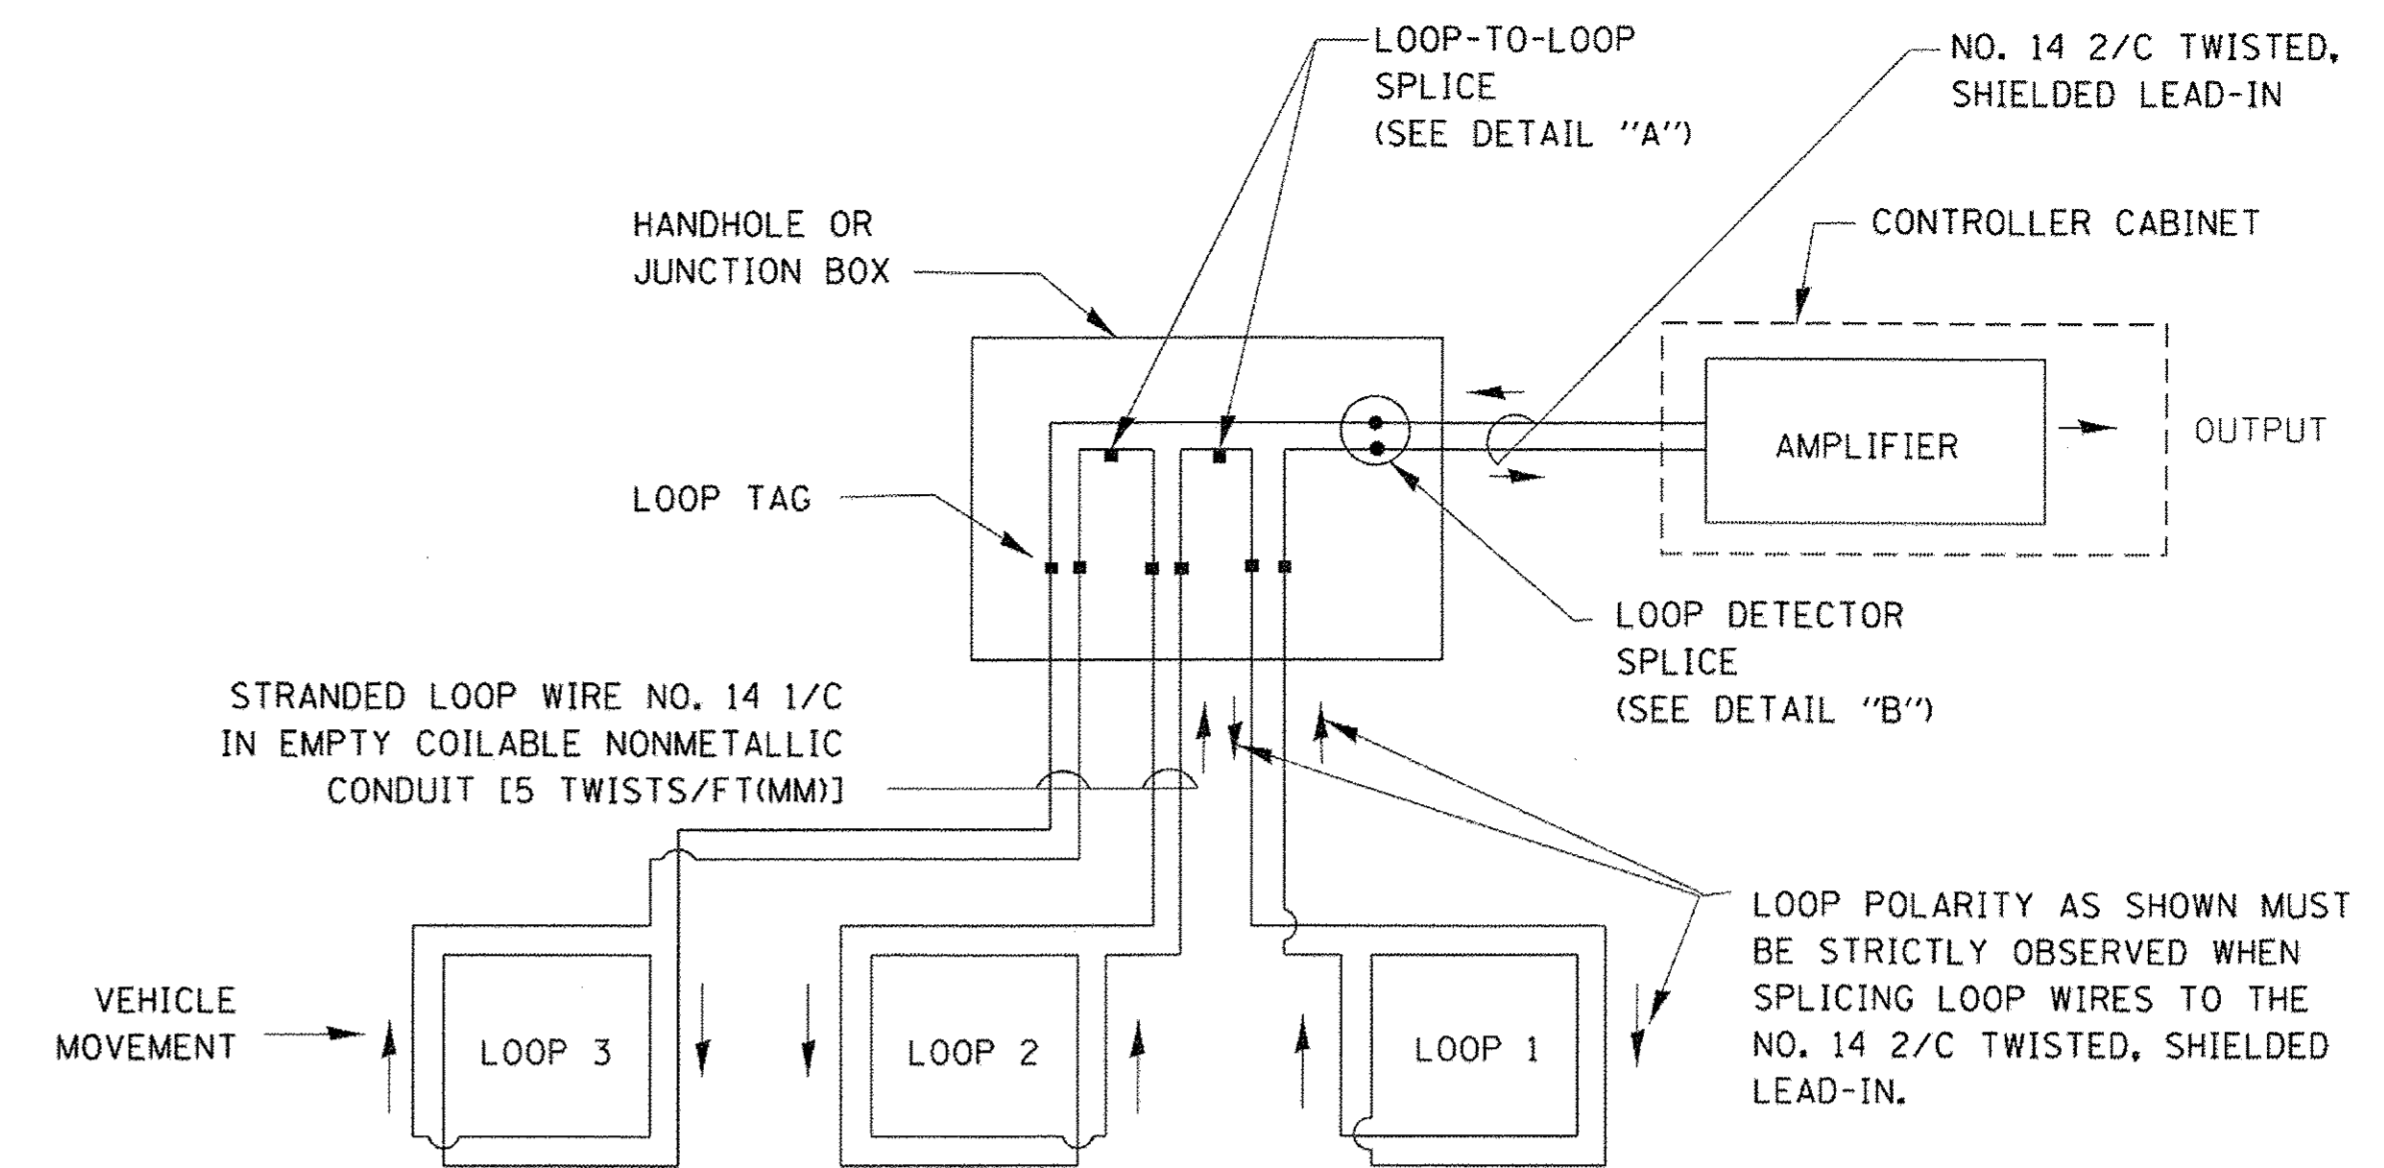 LOOP-TO-LOOP
SPLICE
(SEE DETAIL "A")
NO. 14 2/C TWISTED,
SHIELDED LEAD-IN
HANDHOLE OR
JUNCTION BOX
CONTROLLER CABINET
AMPLIFIER
OUTPUT
LOOP TAG
LOOP DETECTOR
SPLICE
(SEE DETAIL "B")
STRANDED LOOP WIRE NO. 14 1/C
IN EMPTY COILABLE NONMETALLIC
CONDUIT [5 TWISTS/FT(MM)]
LOOP POLARITY AS SHOWN MUST
BE STRICTLY OBSERVED WHEN
SPLICING LOOP WIRES TO THE
NO. 14 2/C TWISTED, SHIELDED
LEAD-IN.
VEHICLE
MOVEMENT
LOOP 3
LOOP 2
LOOP 1